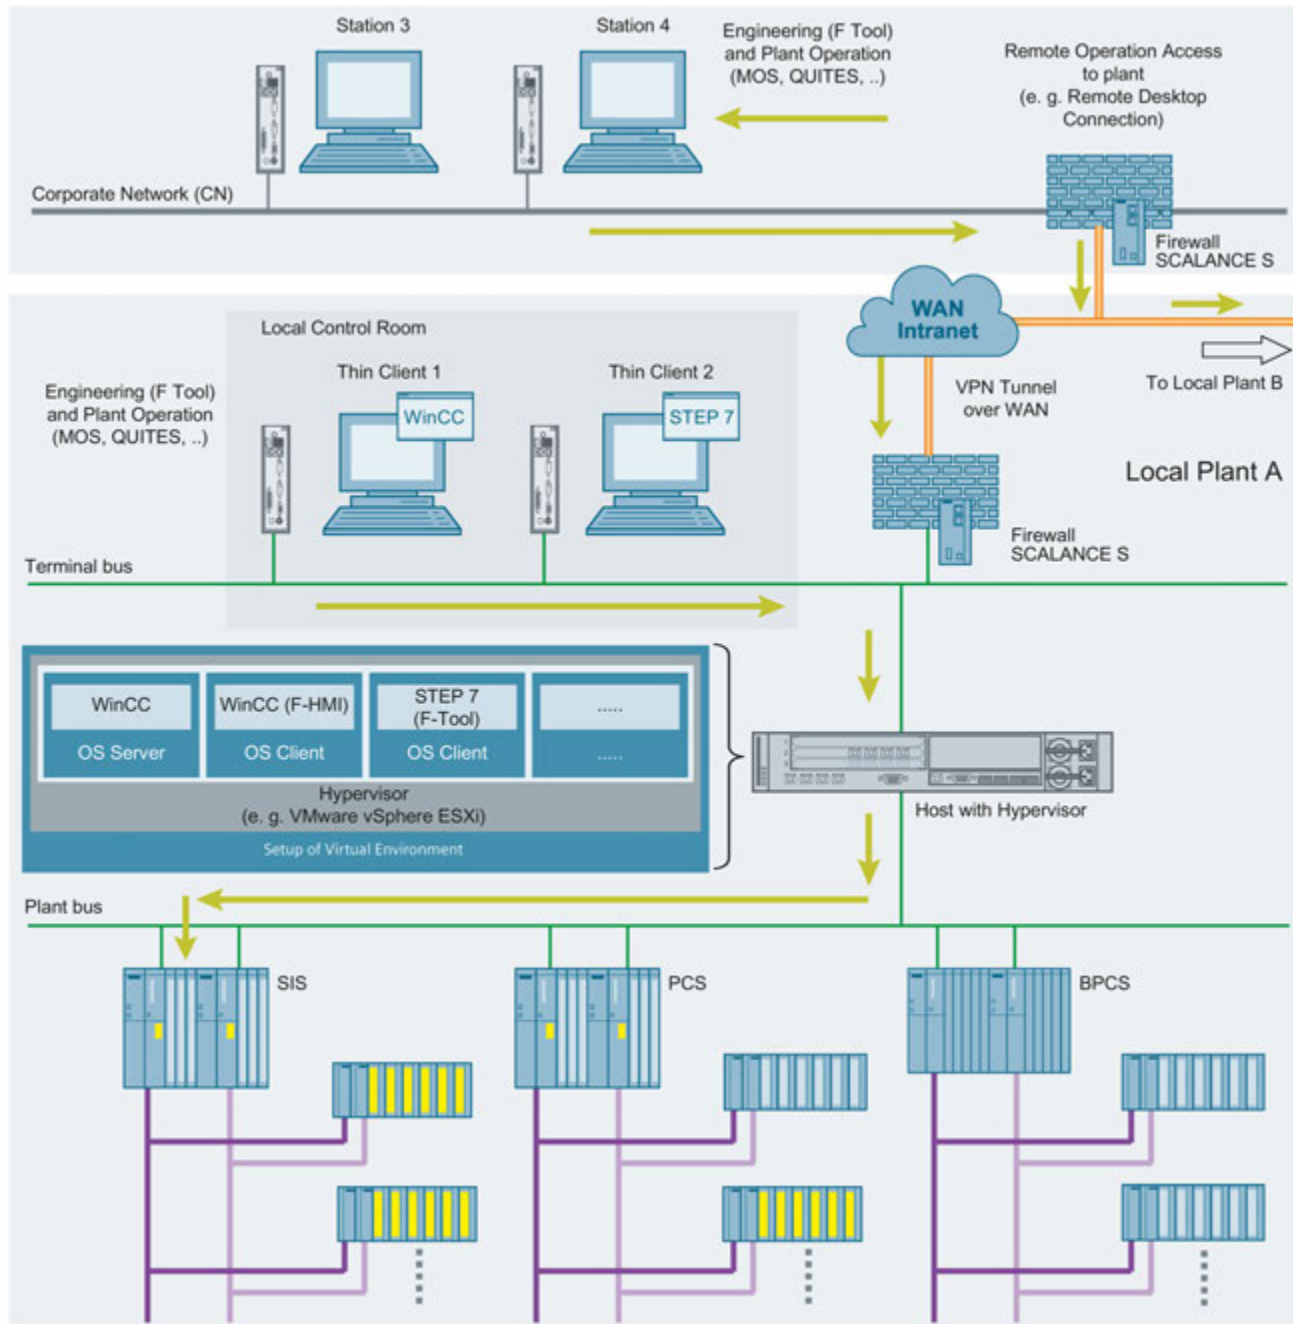 Station 3
Station 4
Engineering (F Tool)
and Plant Operation
(MOS, QUITES, ..)
Remote Operation Access
to plant
(e. g. Remote Desktop
Connection)
Corporate Network (CN)
Firewall
SCALANCE S
WAN
Intranet
Local Control Room
Thin Client 1
Thin Client 2
WinCC
STEP 7
Engineering (F Tool)
and Plant Operation
(MOS, QUITES, ..)
VPN Tunnel
over WAN
To Local Plant B
Local Plant A
Firewall
SCALANCE S
Terminal bus
WinCC
OS Server
WinCC (F-HMI)
OS Client
STEP 7
(F-Tool)
OS Client
.....
.....
Hypervisor
(e. g. VMware vSphere ESXi)
Setup of Virtual Environment
Host with Hypervisor
Plant bus
SIS
PCS
BPCS